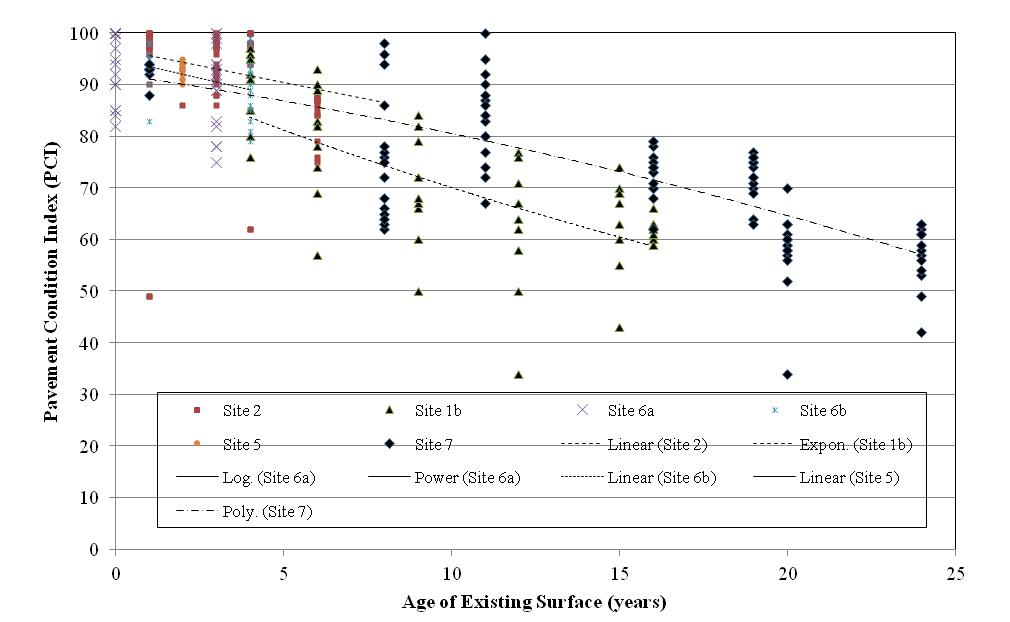 100
90
80
70
60
50
40
30
20
10
0
Pavement Condition Index (PCI)
Site 2 Site 1b Site 6a Site 6b
Site 5 Site 7 Linear (Site 2) Expon. (Site 1b)
Log. (Site 6a) Power (Site 6a) Linear (Site 6b) Linear (Site 5)
Poly. (Site 7)
0 5 10 15 20 25
Age of Existing Surface (years)